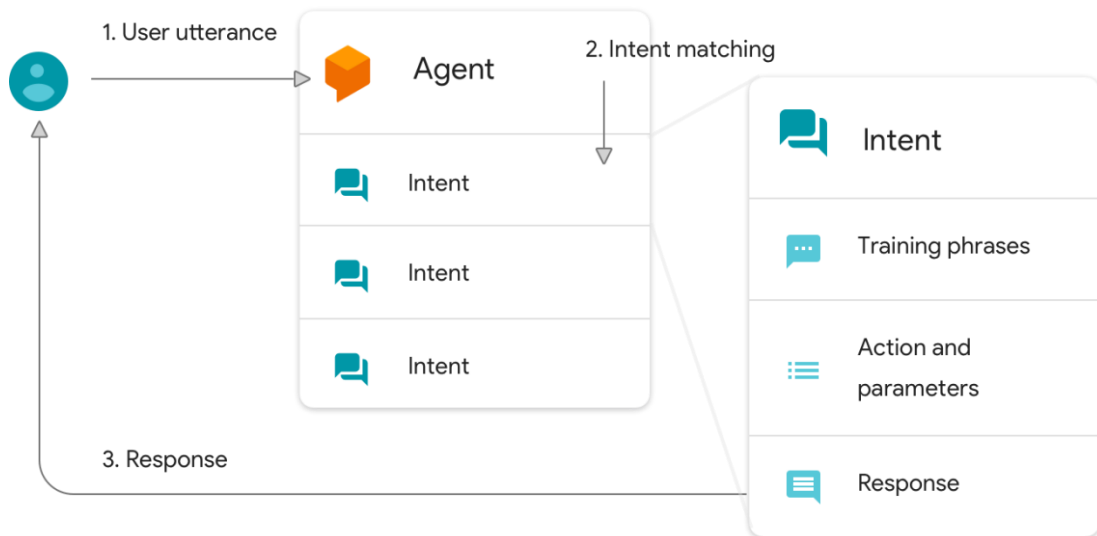 1. User utterance
Agent
2. Intent matching
Intent
Intent
Intent
Intent
Training phrases
Action and
parameters
Response
3. Response